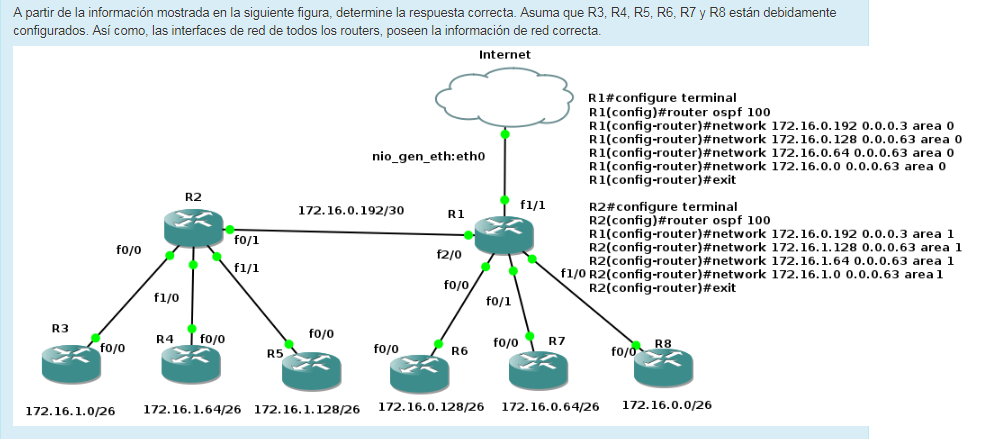 A partir de la información mostrada en la siguiente figura, determine la respuesta correcta. Asuma que R3, R4, R5, R6, R7 y R8 están debidamente
configurados. Así como, las interfaces de red de todos los routers, poseen la información de red correcta.
Internet
R1#configure terminal
R1(config)#router ospf 100
R1(config-router)#network 172.16.0.192 0.0.0.3 area 0
R1(config-router)#network 172.16.0.128 0.0.0.63 area 0
R1(config-router)#network 172.16.0.64 0.0.0.63 area 0
R1(config-router)#network 172.16.0.0 0.0.0.63 area 0
R1(config-router)#exit
nio_gen_eth:eth0
R2
172.16.0.192/30
R1
f1/1
R2#configure terminal
R2(config)#router ospf 100
R1(config-router)#network 172.16.0.192 0.0.0.3 area 1
R2(config-router)#network 172.16.1.128 0.0.0.63 area 1
R2(config-router)#network 172.16.1.64 0.0.0.63 area 1
R2(config-router)#network 172.16.1.0 0.0.0.63 area 1
R2(config-router)#exit
f0/0
f0/1
f2/0
f1/1
f1/0
f0/0
f1/0
f0/1
R3
f0/0
R4
f0/0
f0/0
R5
f0/0
R6
f0/0
R7
f0/0
R8
172.16.1.0/26
172.16.1.64/26
172.16.1.128/26
172.16.0.128/26
172.16.0.64/26
172.16.0.0/26